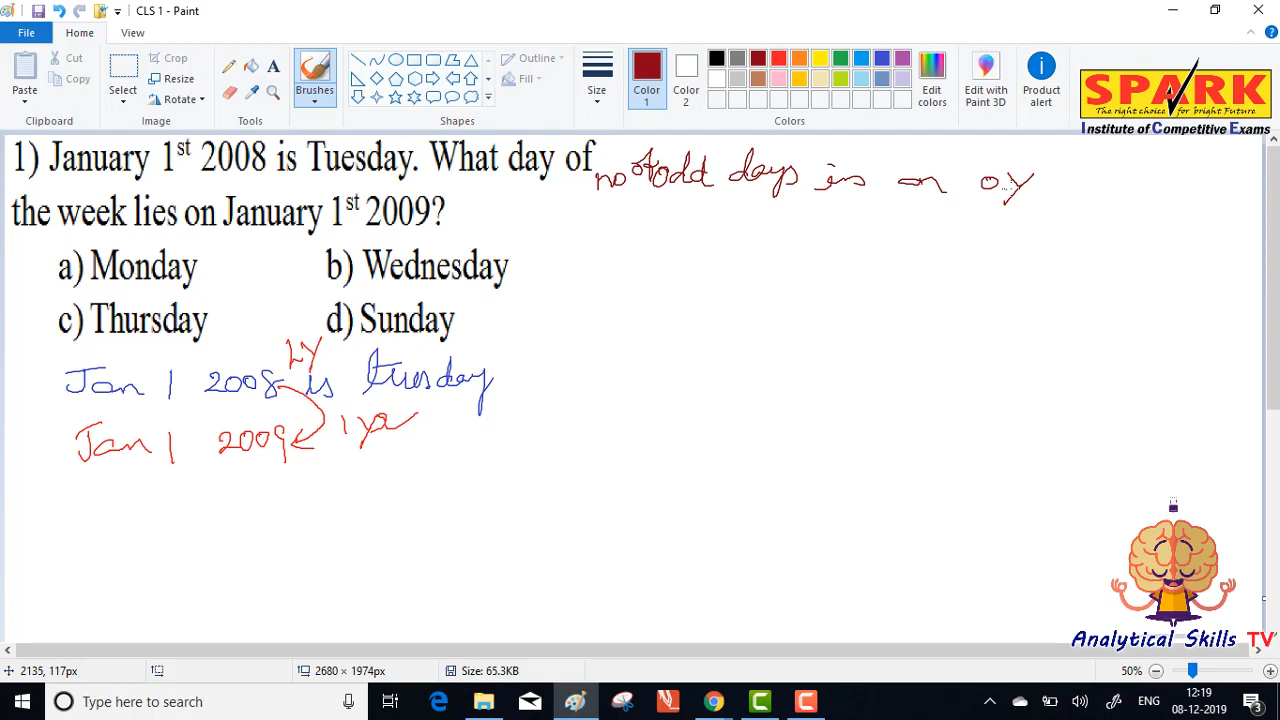 CLS 1 - Paint
File Home View
Paste Cut Copy Clipboard
Select Crop Resize Rotate Image
Tools
Brushes
Outline Fill Shapes
Size
Color 1 Color 2 Edit colors Colors
Edit with Paint 3D
Product alert
SPARK
The right choice for bright Future
Institute of Competitive Exams
1) January 1st 2008 is Tuesday. What day of
the week lies on January 1st 2009?
a) Monday b) Wednesday
c) Thursday d) Sunday
no of odd days in an oy
LY
Jan 1 2008 is tuesday
Jan 1 2009 1 year
Analytical Skills TV
2135, 117px 2680 × 1974px Size: 65.3KB 50%
Type here to search
ENG 12:19 08-12-2019 3